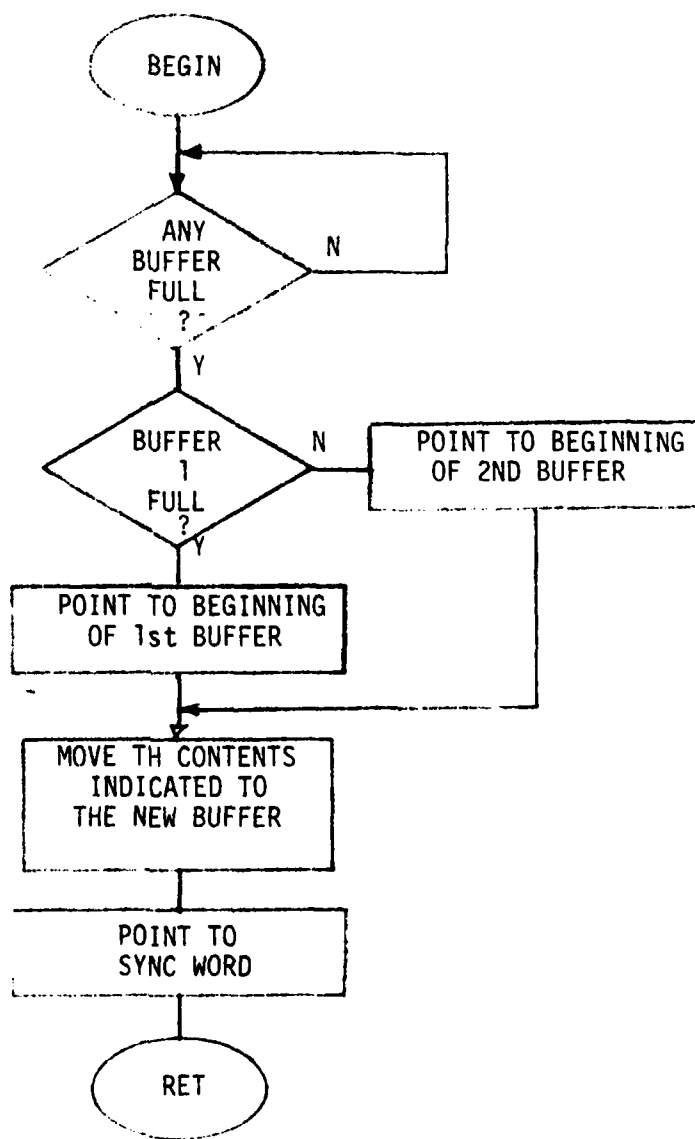 BEGIN
ANY
BUFFER
FULL
?
N
Y
BUFFER
1
FULL
?
Y
N
POINT TO BEGINNING
OF 2ND BUFFER
POINT TO BEGINNING
OF 1st BUFFER
MOVE TH CONTENTS
INDICATED TO
THE NEW BUFFER
POINT TO
SYNC WORD
RET